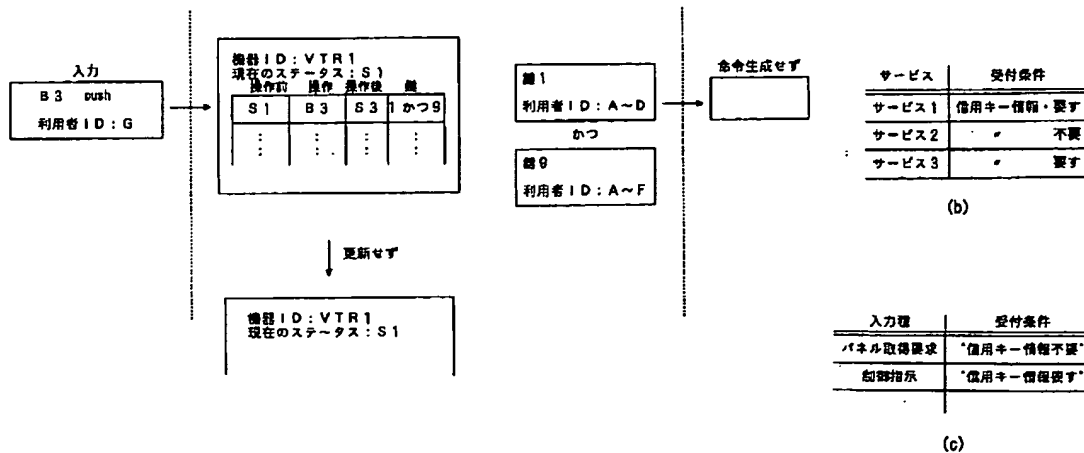 入力
B3 push
利用者ID:G
機器ID:VTR1
現在のステータス:S1
操作前 操作 操作後 鍵
S1 B3 S3 1かつ9
更新せず
機器ID:VTR1
現在のステータス:S1
鍵1
利用者ID:A~D
かつ
鍵9
利用者ID:A~F
命令生成せず
サービス 受付条件
サービス1 信用キー情報・要す
サービス2 〃 不要
サービス3 〃 要す
(b)
入力種 受付条件
パネル取得要求 "信用キー情報不要"
制御指示 "信用キー情報要す"
(c)